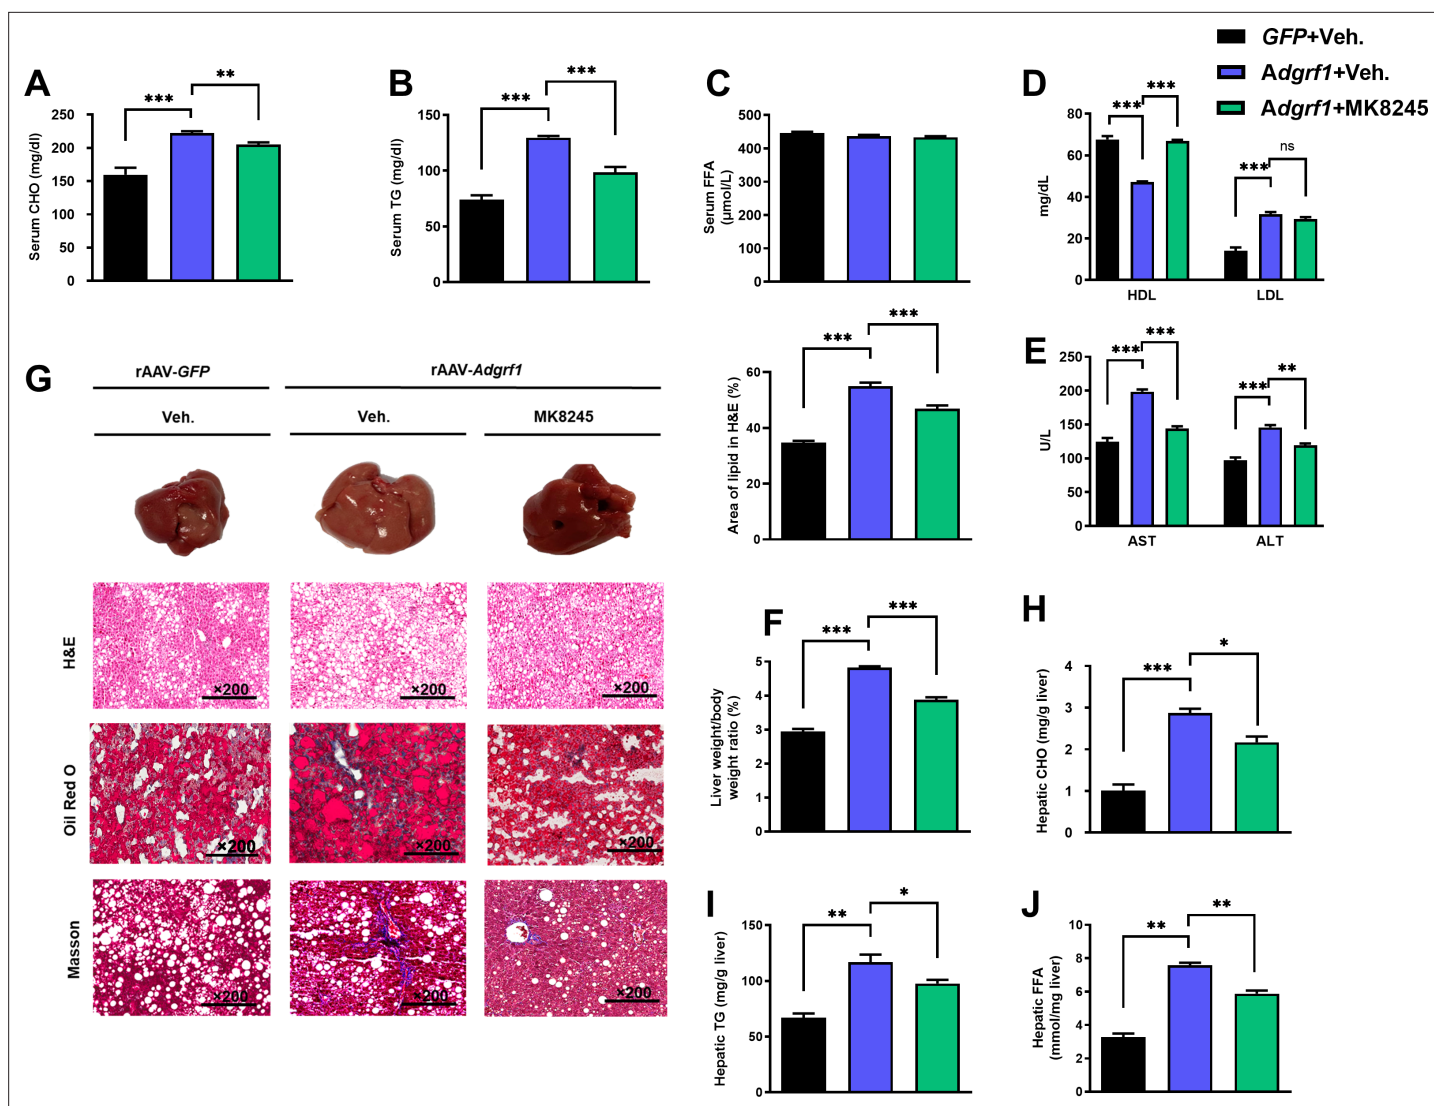 GFP+Veh.
Adgrf1+Veh.
Adgrf1+MK8245
A
Serum CHO (mg/dl)
250
200
150
100
50
0
***
**
B
Serum TG (mg/dl)
150
100
50
0
***
***
C
Serum FFA
(μmol/L)
500
400
300
200
100
0
D
mg/dL
80
60
40
20
0
***
***
***
ns
HDL
LDL
E
U/L
250
200
150
100
50
0
***
***
***
**
AST
ALT
G
rAAV-GFP
rAAV-Adgrf1
Veh.
Veh.
MK8245
H&E
×200
×200
×200
Oil Red O
×200
×200
×200
Masson
×200
×200
×200
Area of lipid in H&E (%)
60
40
20
0
***
***
F
Liver weight/body
weight ratio (%)
5
4
3
2
1
0
***
***
H
Hepatic CHO (mg/g liver)
4
3
2
1
0
***
*
I
Hepatic TG (mg/g liver)
150
100
50
0
**
*
J
Hepatic FFA
(mmol/mg liver)
10
8
6
4
2
0
**
**